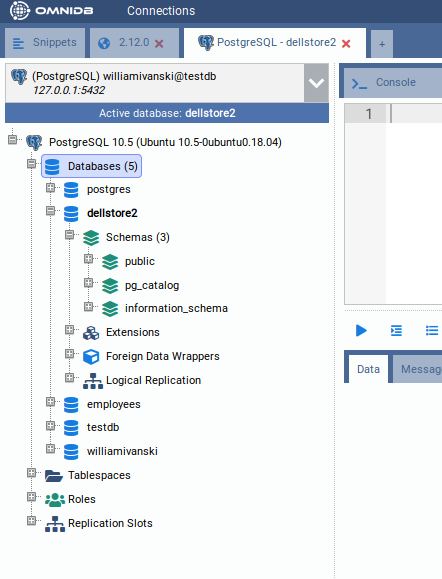 OMNIDB Connections
Snippets 2.12.0 PostgreSQL - dellstore2 +
(PostgreSQL) williamivanski@testdb
127.0.0.1:5432
Active database: dellstore2
PostgreSQL 10.5 (Ubuntu 10.5-0ubuntu0.18.04)
Databases (5)
postgres
dellstore2
Schemas (3)
public
pg_catalog
information_schema
Extensions
Foreign Data Wrappers
Logical Replication
employees
testdb
williamivanski
Tablespaces
Roles
Replication Slots
Console
1
Data Message